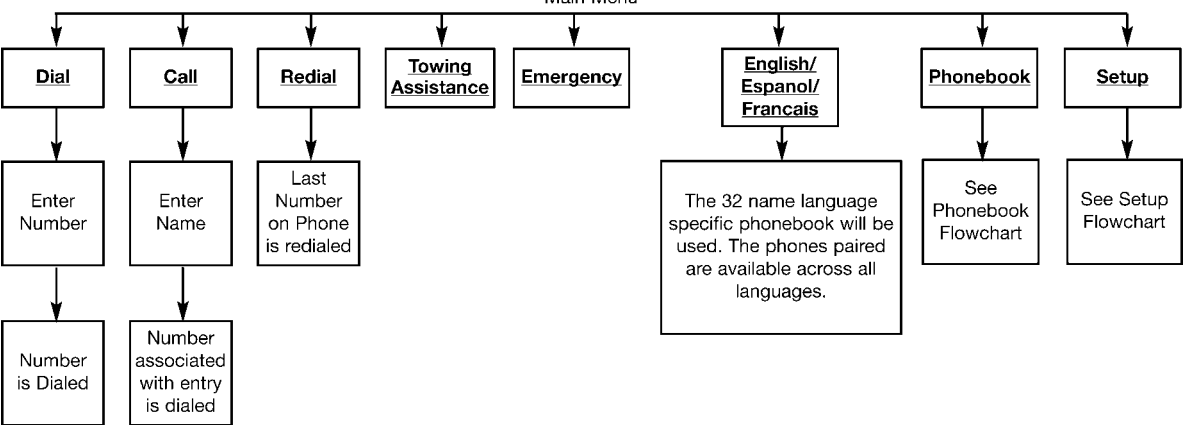 Main Menu
Dial
Call
Redial
Towing
Assistance
Emergency
English/
Espanol/
Francais
Phonebook
Setup
Enter
Number
Enter
Name
Last
Number
on Phone
is redialed
The 32 name language
specific phonebook will be
used. The phones paired
are available across all
languages.
See
Phonebook
Flowchart
See Setup
Flowchart
Number
is Dialed
Number
associated
with entry
is dialed